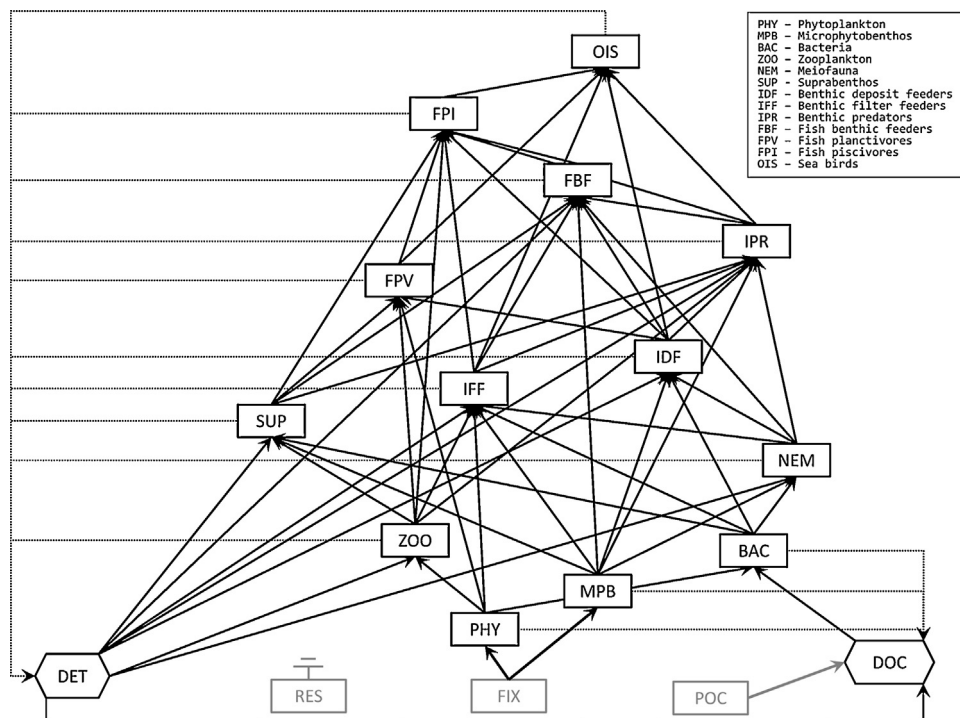 PHY – Phytoplankton
MPB – Microphytobenthos
BAC – Bacteria
ZOO – Zooplankton
NEM – Meiofauna
SUP – Suprabenthos
IDF – Benthic deposit feeders
IFF – Benthic filter feeders
IPR – Benthic predators
FBF – Fish benthic feeders
FPV – Fish planctivores
FPI – Fish piscivores
OIS – Sea birds
OIS
FPI
FBF
IPR
FPV
IDF
IFF
SUP
NEM
ZOO
BAC
MPB
PHY
DET
DOC
RES
FIX
POC